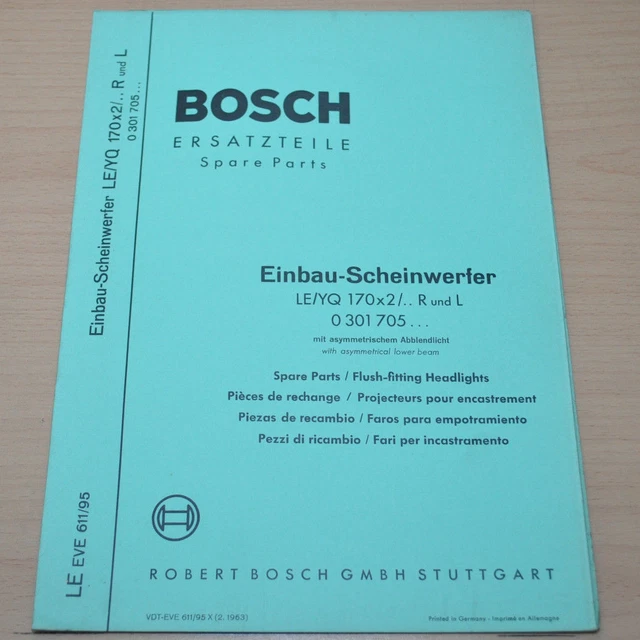 BOSCH
ERSATZTEILE
Spare Parts
Einbau-Scheinwerfer
LE/YQ 170x2/.. R und L
0 301 705 ...
mit asymmetrischem Abblendlicht
with asymmetrical lower beam
Spare Parts / Flush-fitting Headlights
Pièces de rechange / Projecteurs pour encastrement
Piezas de recambio / Faros para empotramiento
Pezzi di ricambio / Fari per incastramento
ROBERT BOSCH GMBH STUTTGART
VDT-EVE 611/95 X (2. 1963)
Printed in Germany - Imprimé en Allemagne
Einbau-Scheinwerfer LE/YQ 170x2/.. R und L
0 301 705 ...
LE EVE 611/95